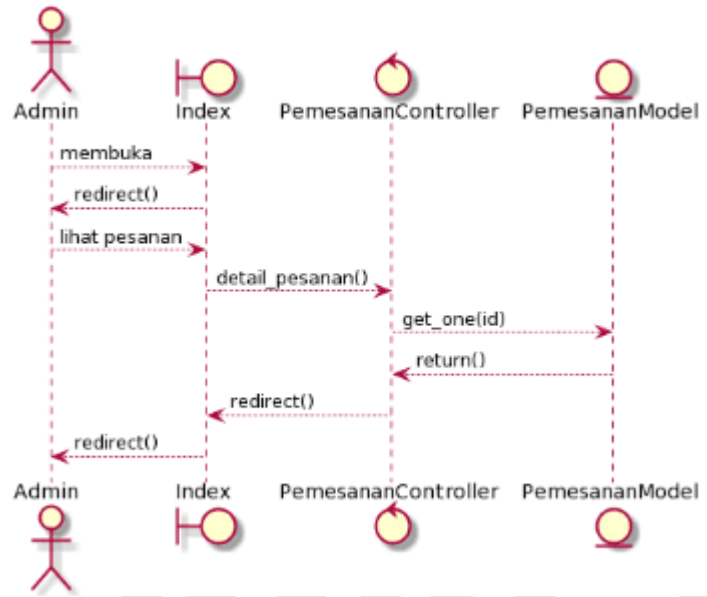 Admin Index PemesananController PemesananModel
membuka
redirect()
lihat pesanan
detail_pesanan()
get_one(id)
return()
redirect()
redirect()
Admin Index PemesananController PemesananModel